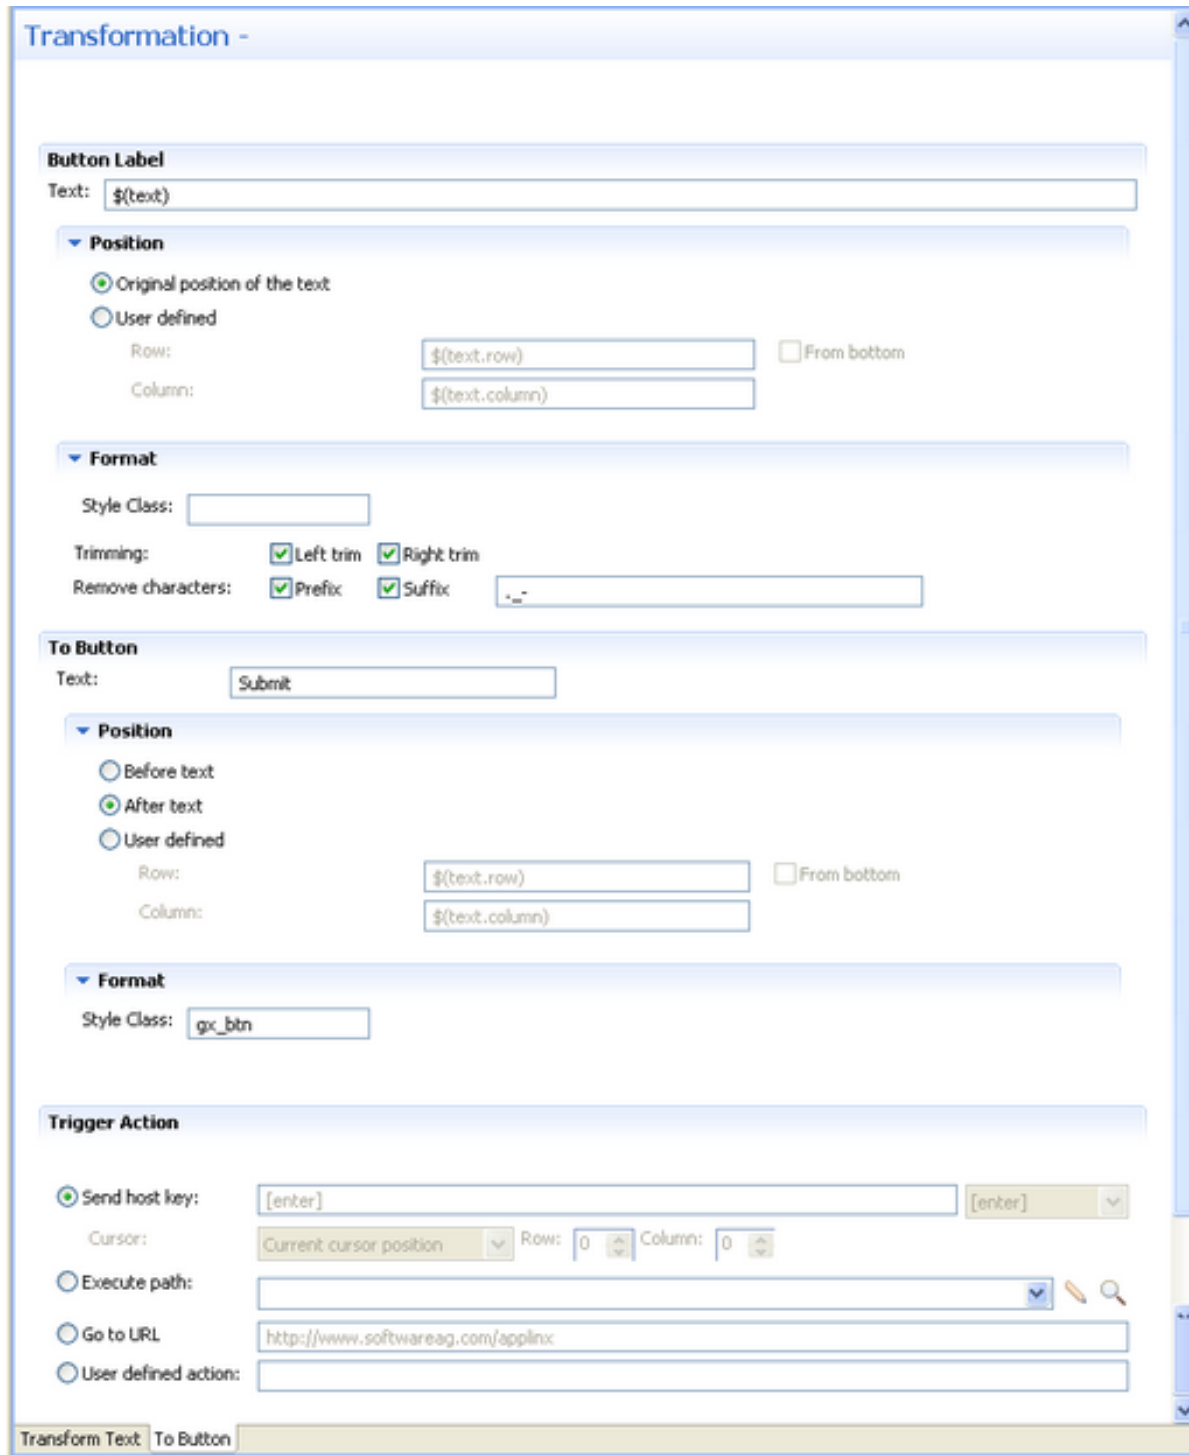 Transformation -
Button Label
Text: $(text)
Position
Original position of the text
User defined
Row: $(text.row) From bottom
Column: $(text.column)
Format
Style Class:
Trimming: Left trim Right trim
Remove characters: Prefix Suffix ._-
To Button
Text: Submit
Position
Before text
After text
User defined
Row: $(text.row) From bottom
Column: $(text.column)
Format
Style Class: gx_btn
Trigger Action
Send host key: [enter] [enter]
Cursor: Current cursor position Row: 0 Column: 0
Execute path:
Go to URL http://www.softwareag.com/applinx
User defined action:
Transform Text To Button